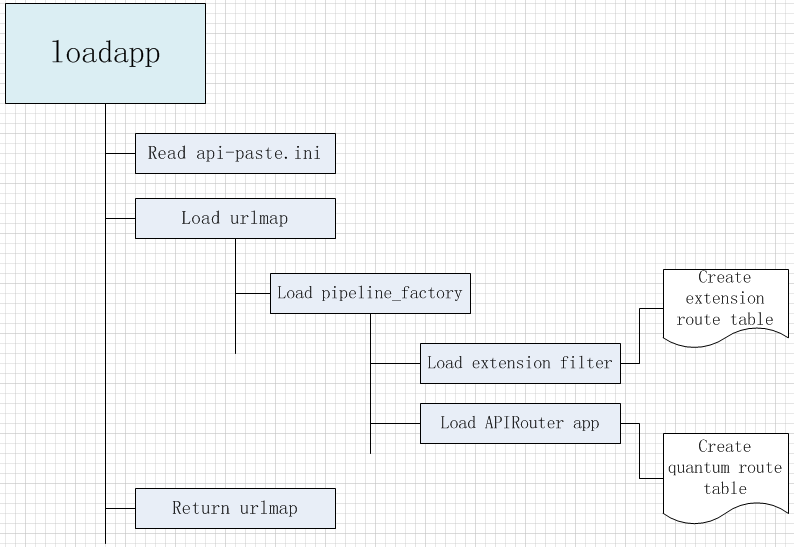 loadapp
Read api-paste.ini
Load urlmap
Load pipeline_factory
Create
extension
route table
Load extension filter
Load APIRouter app
Create
quantum route
table
Return urlmap